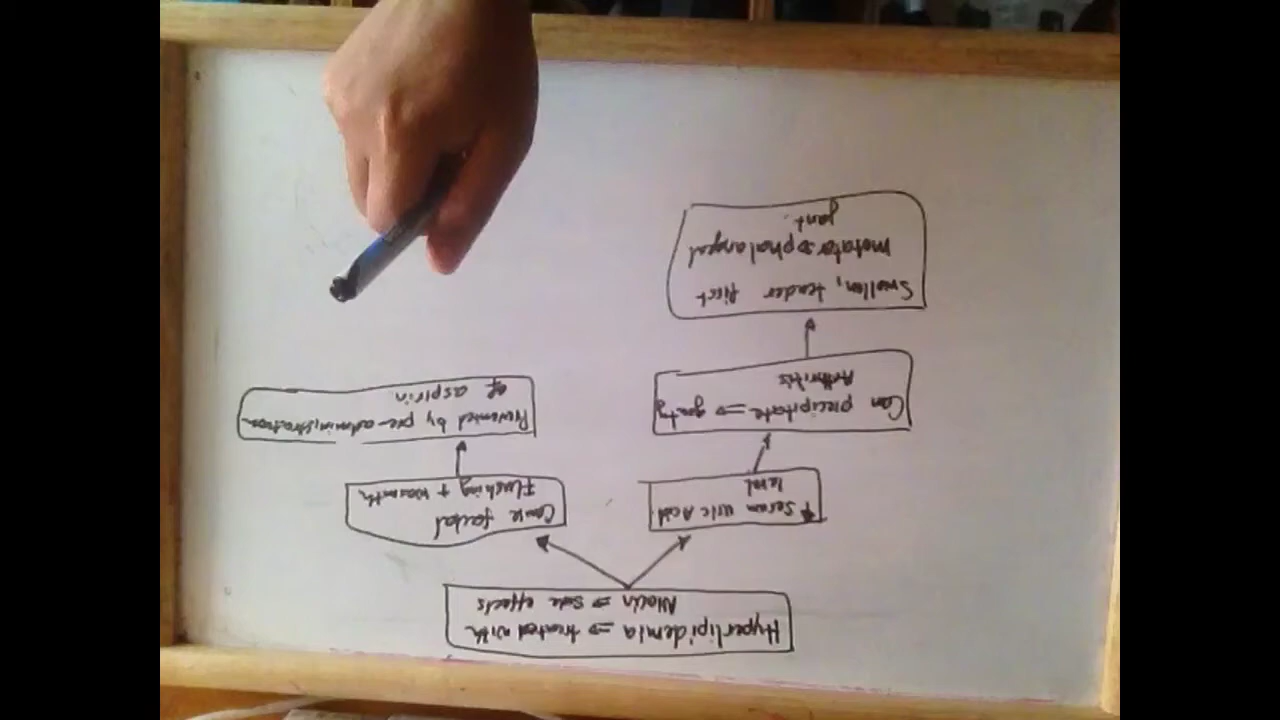 Hyperlipidemia ⇒ treated with
Niacin ⇒ side effects
↑ Serum uric Acid
level
Can precipitate ⇒ gouty
Arthritis
Swollen, tender first
metatarsophalangeal
joint.
Cause facial
Flushing + warmth
Prevented by pre-administration
of aspirin.